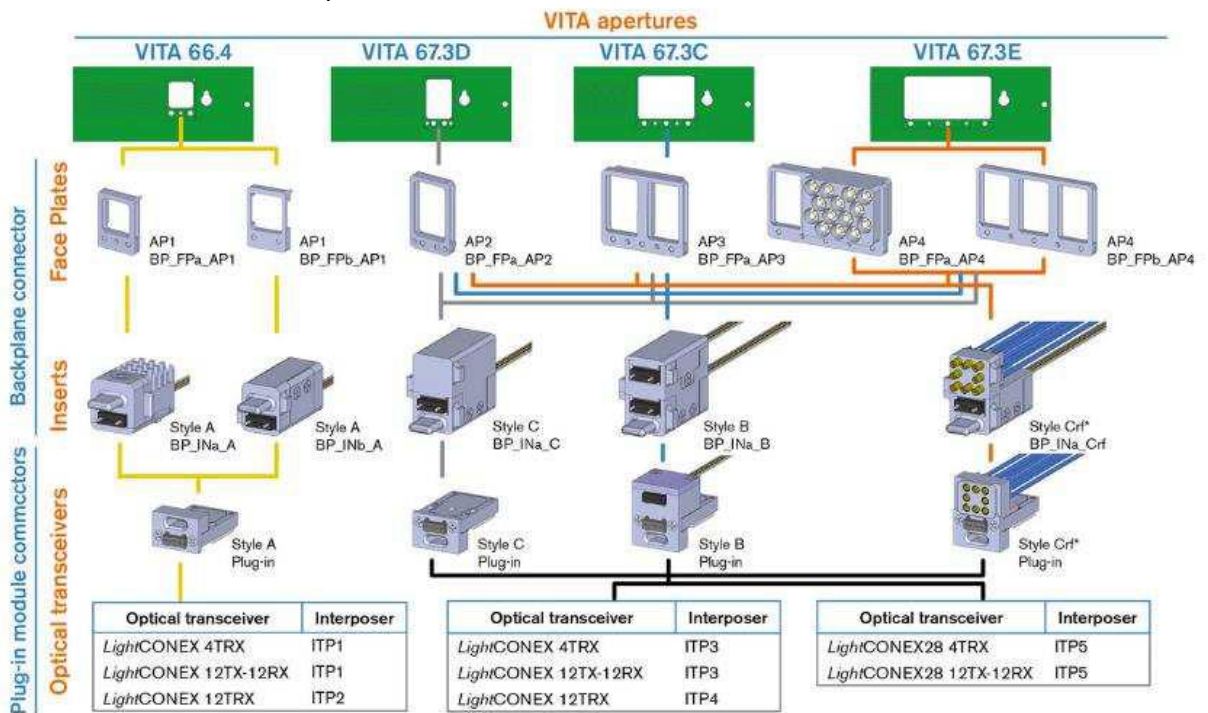 VITA apertures
VITA 66.4
VITA 67.3D
VITA 67.3C
VITA 67.3E
Backplane connector
Face Plates
AP1
BP_FPa_AP1
AP1
BP_FPb_AP1
AP2
BP_FPa_AP2
AP3
BP_FPa_AP3
AP4
BP_FPa_AP4
AP4
BP_FPb_AP4
Inserts
Style A
BP_INa_A
Style A
BP_INb_A
Style C
BP_INa_C
Style B
BP_INa_B
Style Crf*
BP_INa_Crf
Plug-in module commcctors
Optical transceivers
Style A
Plug-in
Style C
Plug-in
Style B
Plug-in
Style Crf*
Plug-in
Optical transceiver Interposer
LightCONEX 4TRX ITP1
LightCONEX 12TX-12RX ITP1
LightCONEX 12TRX ITP2
Optical transceiver Interposer
LightCONEX 4TRX ITP3
LightCONEX 12TX-12RX ITP3
LightCONEX 12TRX ITP4
Optical transceiver Interposer
LightCONEX28 4TRX ITP5
LightCONEX28 12TX-12RX ITP5